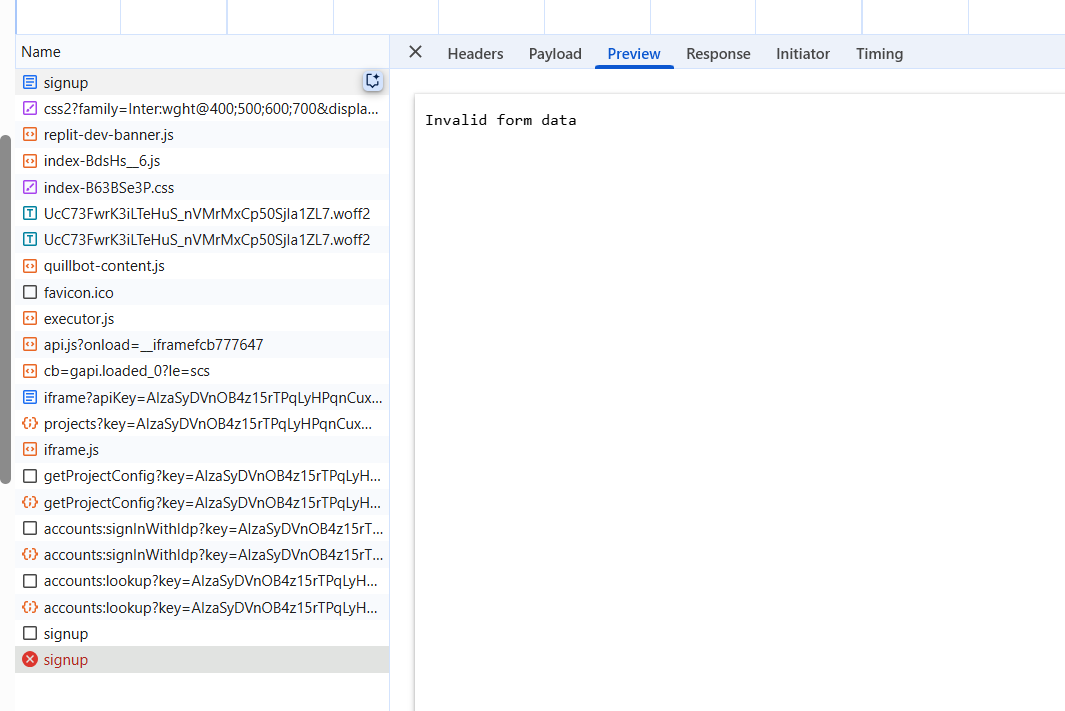 Name
Headers Payload Preview Response Initiator Timing
signup
css2?family=Inter:wght@400;500;600;700&displa...
replit-dev-banner.js
index-BdsHs__6.js
index-B63BSe3P.css
UcC73FwrK3iLTeHuS_nVMrMxCp50SjIa1ZL7.woff2
UcC73FwrK3iLTeHuS_nVMrMxCp50SjIa1ZL7.woff2
quillbot-content.js
favicon.ico
executor.js
api.js?onload=__iframefcb777647
cb=gapi.loaded_0?le=scs
iframe?apiKey=AIzaSyDVnOB4z15rTPqLyHPqnCux...
projects?key=AIzaSyDVnOB4z15rTPqLyHPqnCux...
iframe.js
getProjectConfig?key=AIzaSyDVnOB4z15rTPqLyH...
getProjectConfig?key=AIzaSyDVnOB4z15rTPqLyH...
accounts:signInWithIdp?key=AIzaSyDVnOB4z15rT...
accounts:signInWithIdp?key=AIzaSyDVnOB4z15rT...
accounts:lookup?key=AIzaSyDVnOB4z15rTPqLyH...
accounts:lookup?key=AIzaSyDVnOB4z15rTPqLyH...
signup
signup
Invalid form data